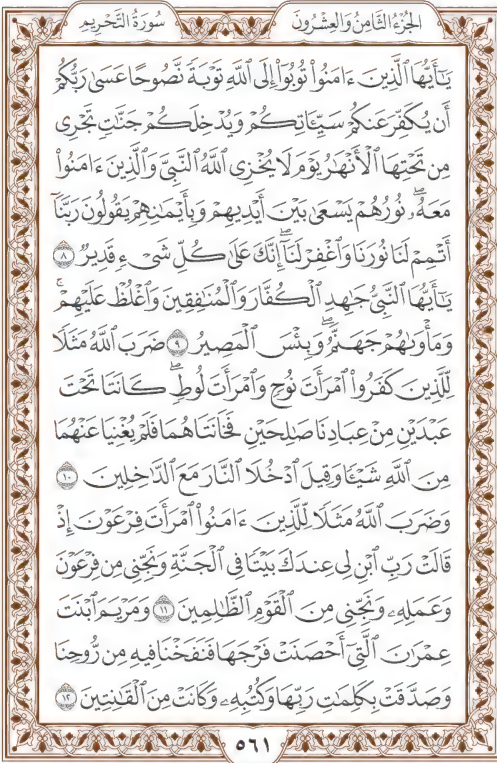 سُورَةُ التَّحْرِيمِ
الجُزْءُ الثَّامِنُ وَالعِشْرُونَ
يَـٰٓأَيُّهَا ٱلَّذِينَ ءَامَنُوا۟ تُوبُوٓا۟ إِلَى ٱللَّهِ تَوْبَةً نَّصُوحًا عَسَىٰ رَبُّكُمْ
أَن يُكَفِّرَ عَنكُمْ سَيِّـَٔاتِكُمْ وَيُدْخِلَكُمْ جَنَّـٰتٍ تَجْرِى
مِن تَحْتِهَا ٱلْأَنْهَـٰرُ يَوْمَ لَا يُخْزِى ٱللَّهُ ٱلنَّبِىَّ وَٱلَّذِينَ ءَامَنُوا۟
مَعَهُۥ ۖ نُورُهُمْ يَسْعَىٰ بَيْنَ أَيْدِيهِمْ وَبِأَيْمَـٰنِهِمْ يَقُولُونَ رَبَّنَآ
أَتْمِمْ لَنَا نُورَنَا وَٱغْفِرْ لَنَآ ۖ إِنَّكَ عَلَىٰ كُلِّ شَىْءٍ قَدِيرٌ ٨
يَـٰٓأَيُّهَا ٱلنَّبِىُّ جَـٰهِدِ ٱلْكُفَّارَ وَٱلْمُنَـٰفِقِينَ وَٱغْلُظْ عَلَيْهِمْ ۚ
وَمَأْوَىٰهُمْ جَهَنَّمُ ۖ وَبِئْسَ ٱلْمَصِيرُ ٩ ضَرَبَ ٱللَّهُ مَثَلًا
لِّلَّذِينَ كَفَرُوا۟ ٱمْرَأَتَ نُوحٍ وَٱمْرَأَتَ لُوطٍ ۖ كَانَتَا تَحْتَ
عَبْدَيْنِ مِنْ عِبَادِنَا صَـٰلِحَيْنِ فَخَانَتَاهُمَا فَلَمْ يُغْنِيَا عَنْهُمَا
مِنَ ٱللَّهِ شَيْـًٔا وَقِيلَ ٱدْخُلَا ٱلنَّارَ مَعَ ٱلدَّٰخِلِينَ ١٠
وَضَرَبَ ٱللَّهُ مَثَلًا لِّلَّذِينَ ءَامَنُوا۟ ٱمْرَأَتَ فِرْعَوْنَ إِذْ
قَالَتْ رَبِّ ٱبْنِ لِى عِندَكَ بَيْتًا فِى ٱلْجَنَّةِ وَنَجِّنِى مِن فِرْعَوْنَ
وَعَمَلِهِۦ وَنَجِّنِى مِنَ ٱلْقَوْمِ ٱلظَّـٰلِمِينَ ١١ وَمَرْيَمَ ٱبْنَتَ
عِمْرَٰنَ ٱلَّتِىٓ أَحْصَنَتْ فَرْجَهَا فَنَفَخْنَا فِيهِ مِن رُّوحِنَا
وَصَدَّقَتْ بِكَلِمَـٰتِ رَبِّهَا وَكُتُبِهِۦ وَكَانَتْ مِنَ ٱلْقَـٰنِتِينَ ١٢
٥٦١